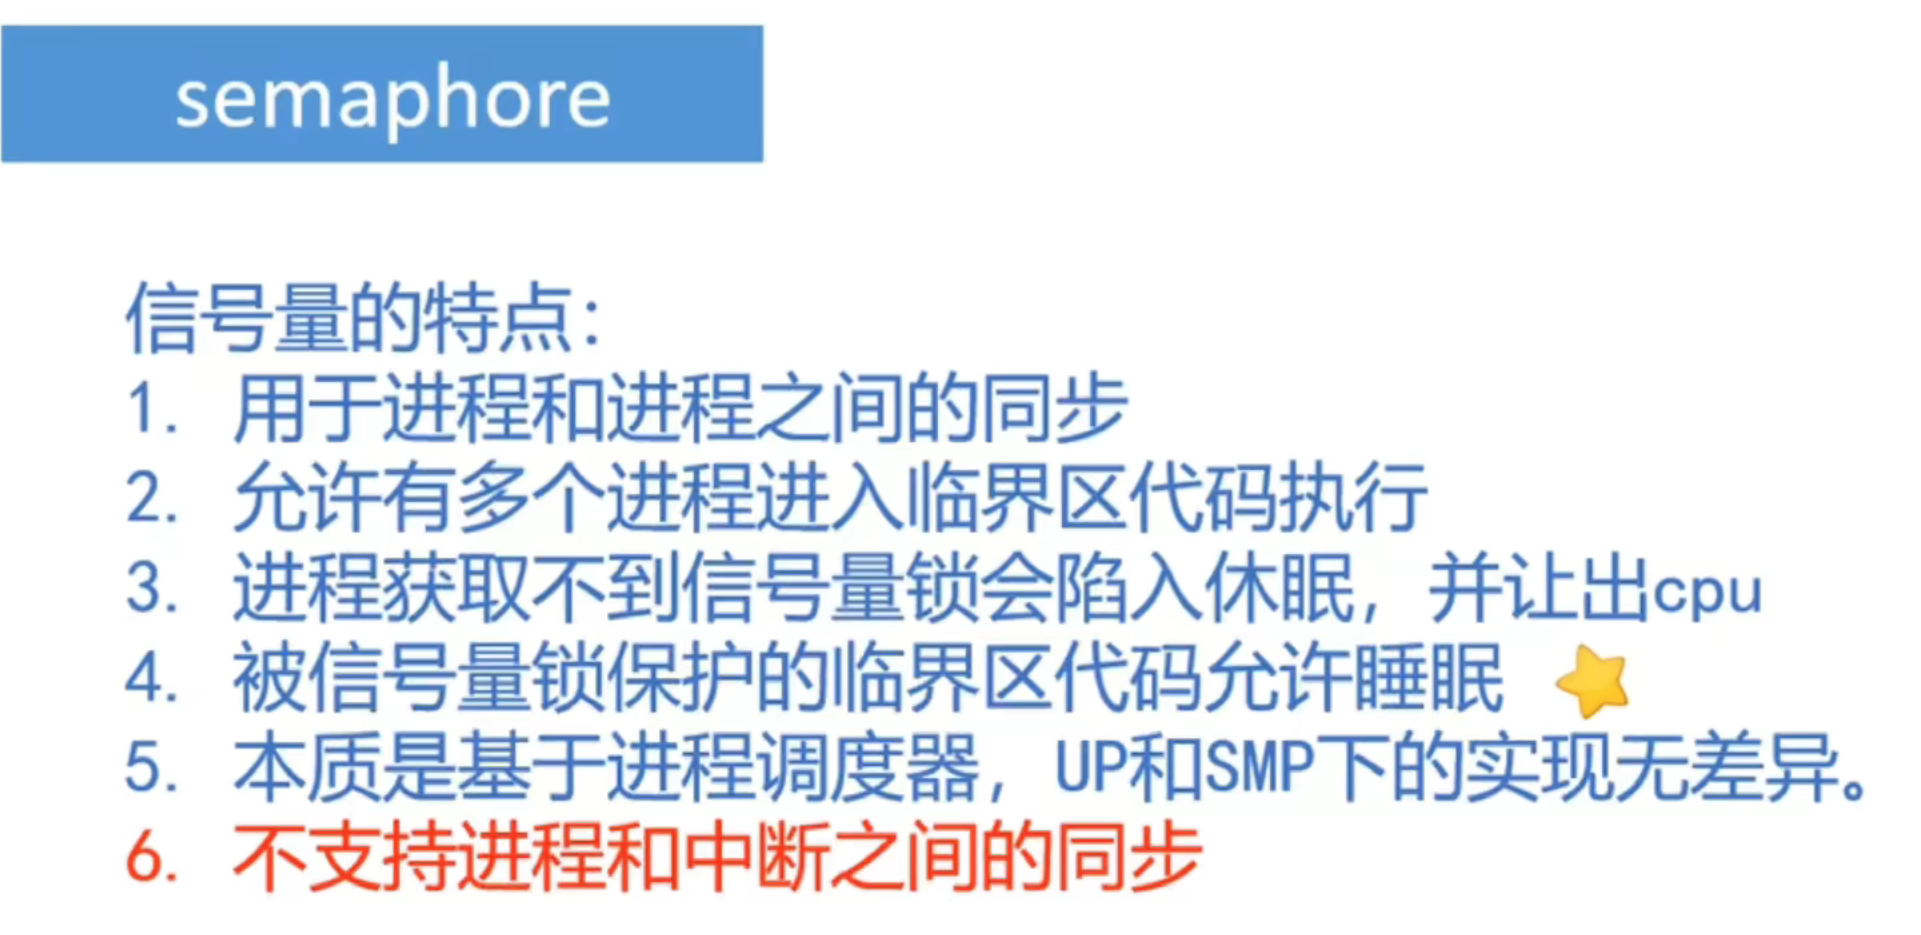 semaphore
信号量的特点：
1. 用于进程和进程之间的同步
2. 允许有多个进程进入临界区代码执行
3. 进程获取不到信号量锁会陷入休眠，并让出cpu
4. 被信号量锁保护的临界区代码允许睡眠
5. 本质是基于进程调度器，UP和SMP下的实现无差异。
6. 不支持进程和中断之间的同步